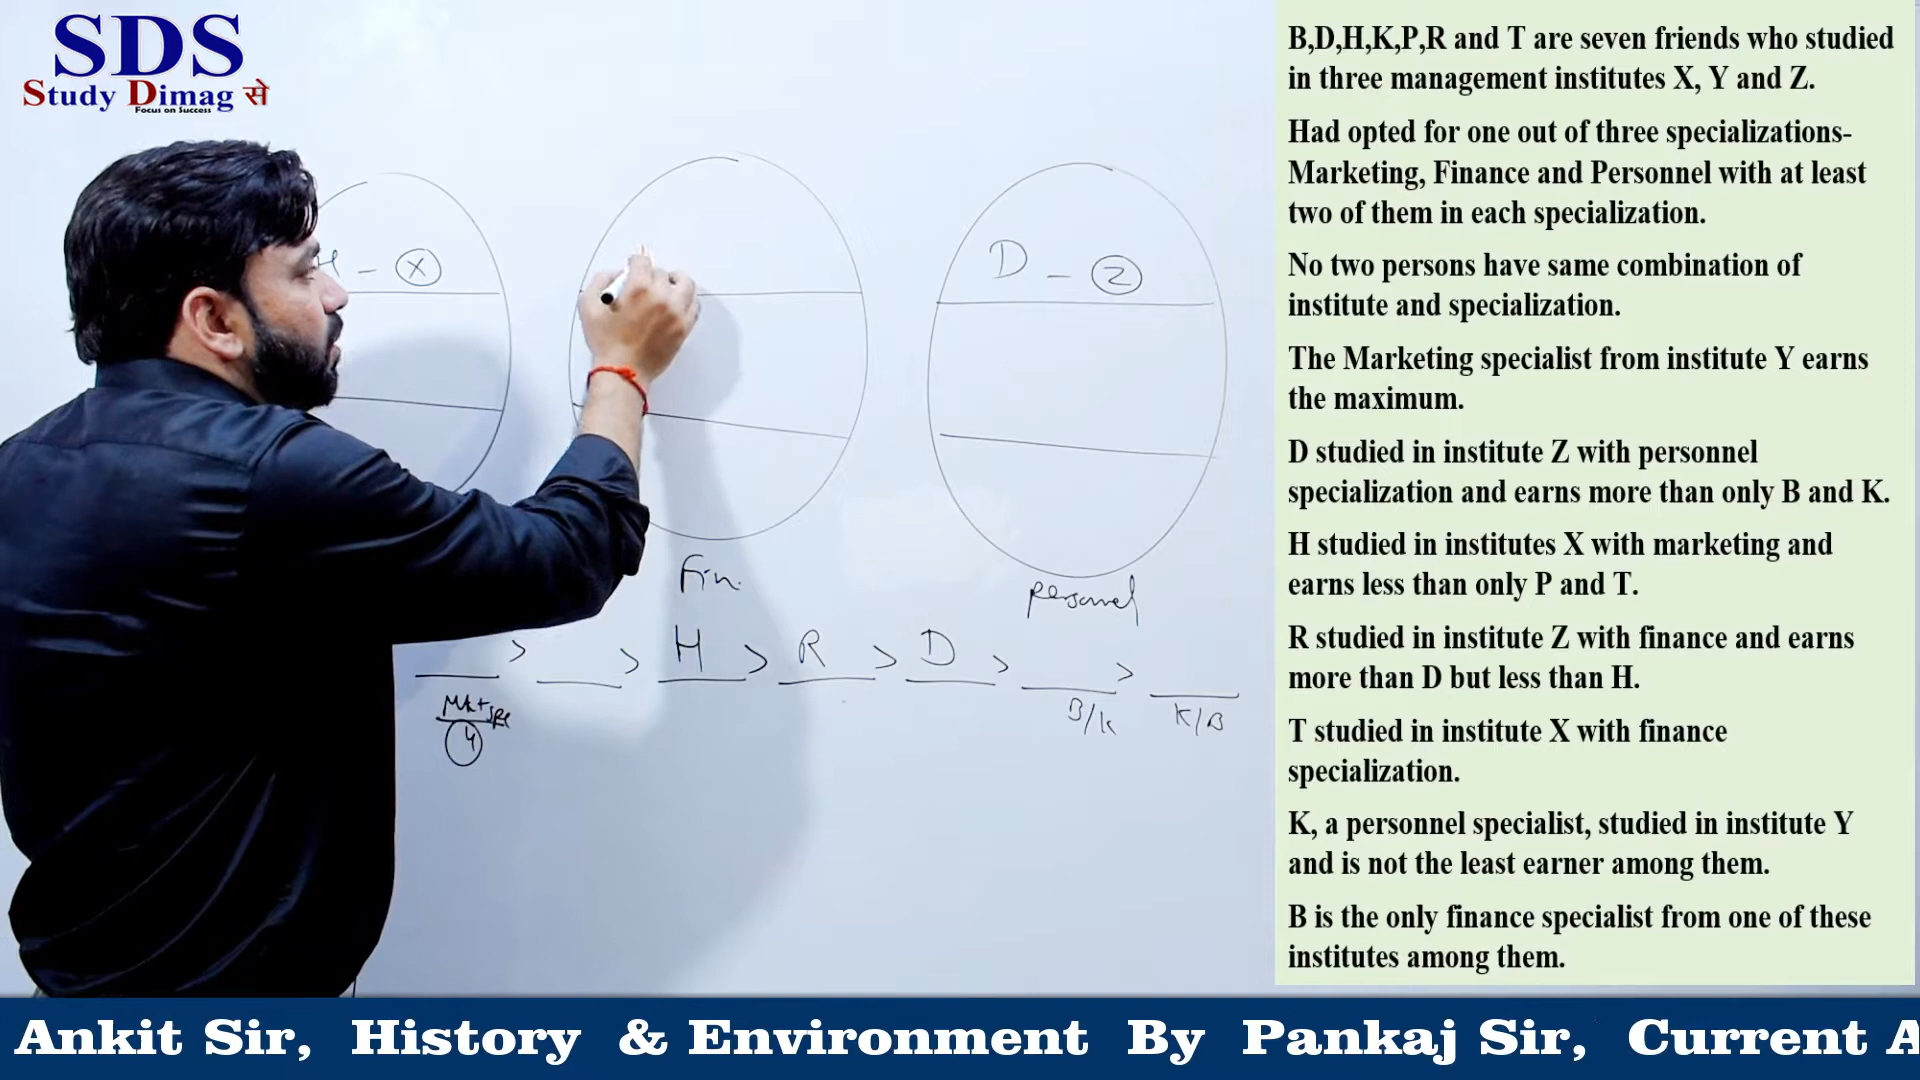 SDS
Study Dimag से
Focus on Success
B,D,H,K,P,R and T are seven friends who studied
in three management institutes X, Y and Z.
Had opted for one out of three specializations-
Marketing, Finance and Personnel with at least
two of them in each specialization.
No two persons have same combination of
institute and specialization.
The Marketing specialist from institute Y earns
the maximum.
D studied in institute Z with personnel
specialization and earns more than only B and K.
H studied in institutes X with marketing and
earns less than only P and T.
R studied in institute Z with finance and earns
more than D but less than H.
T studied in institute X with finance
specialization.
K, a personnel specialist, studied in institute Y
and is not the least earner among them.
B is the only finance specialist from one of these
institutes among them.
H - X
D - Z
Fin.
personnel
> > H > R > D > >
B/K K/B
Ankit Sir, History & Environment By Pankaj Sir, Current A